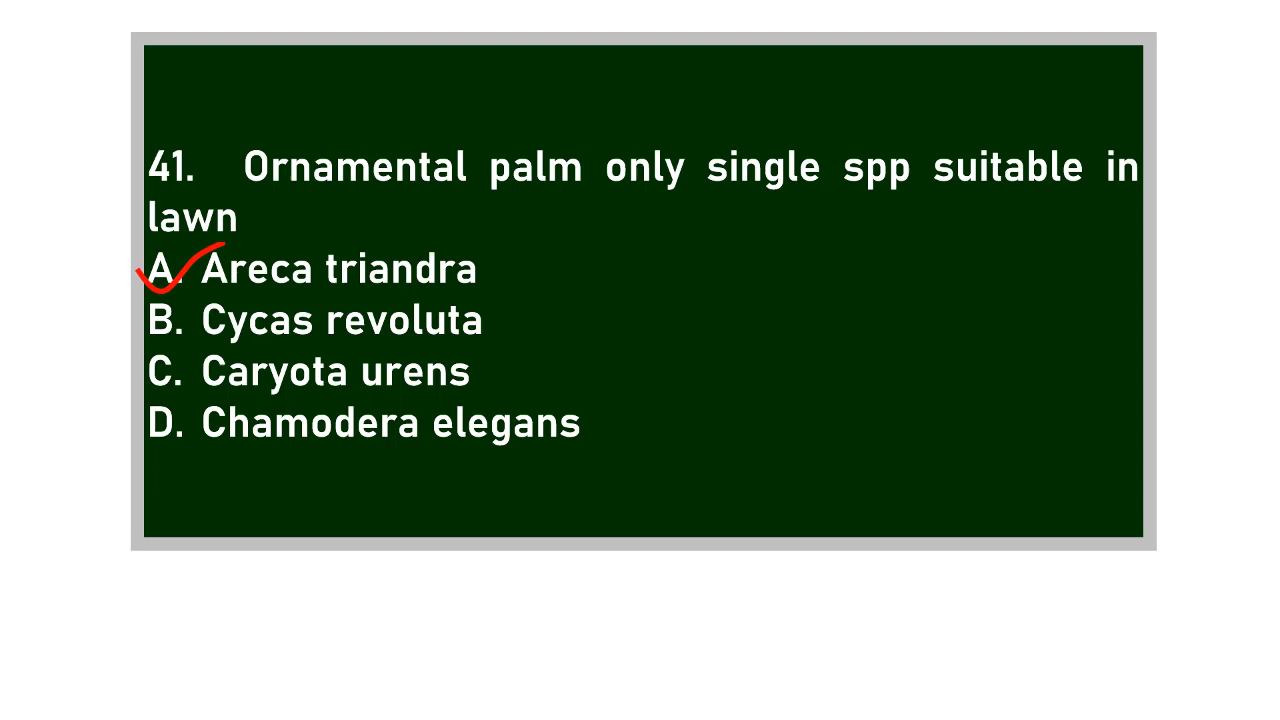 41. Ornamental palm only single spp suitable in
lawn
A. Areca triandra
B. Cycas revoluta
C. Caryota urens
D. Chamodera elegans